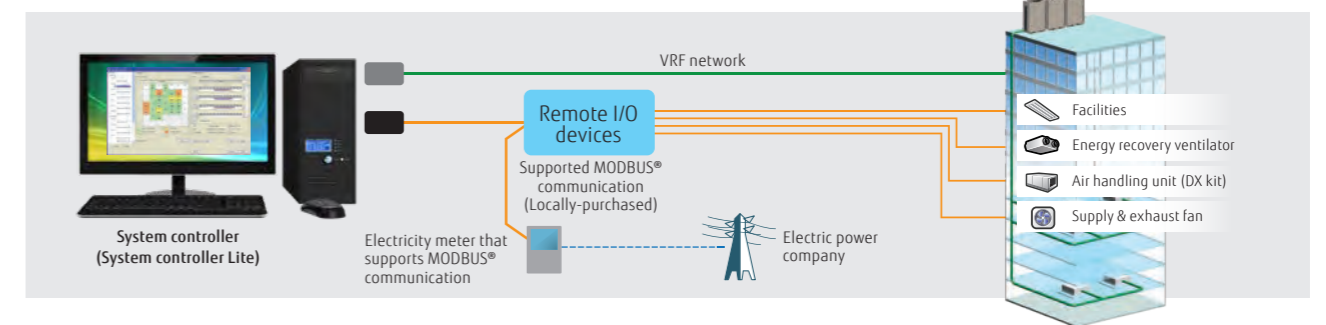 VRF network
Remote I/O
devices
Supported MODBUS®
communication
(Locally-purchased)
Facilities
Energy recovery ventilator
Air handling unit (DX kit)
Supply & exhaust fan
System controller
(System controller Lite)
Electricity meter that
supports MODBUS®
communication
Electric power
company